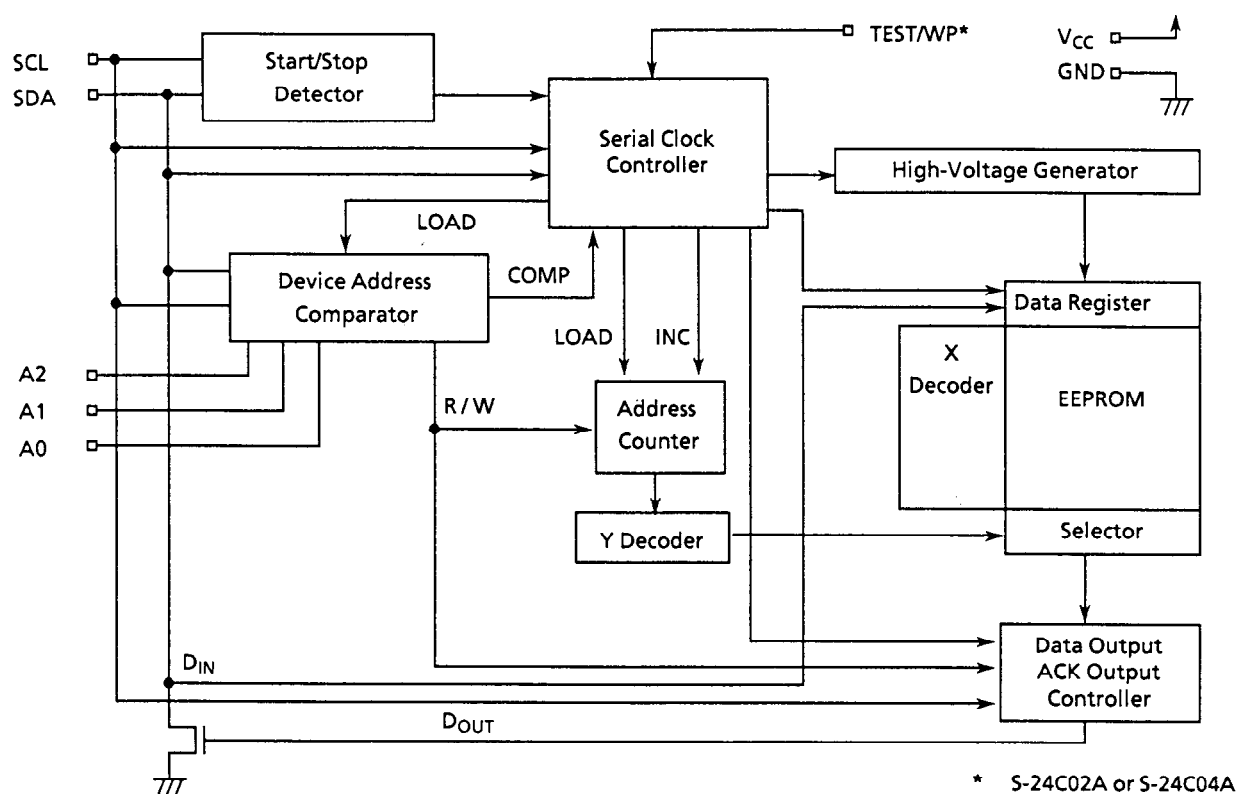 TEST/WP*
VCC
GND
SCL
SDA
Start/Stop
Detector
Serial Clock
Controller
High-Voltage Generator
LOAD
Device Address
Comparator
COMP
LOAD
INC
Data Register
X
Decoder
EEPROM
A2
A1
A0
R / W
Address
Counter
Y Decoder
Selector
Data Output
ACK Output
Controller
DIN
DOUT
* S-24C02A or S-24C04A